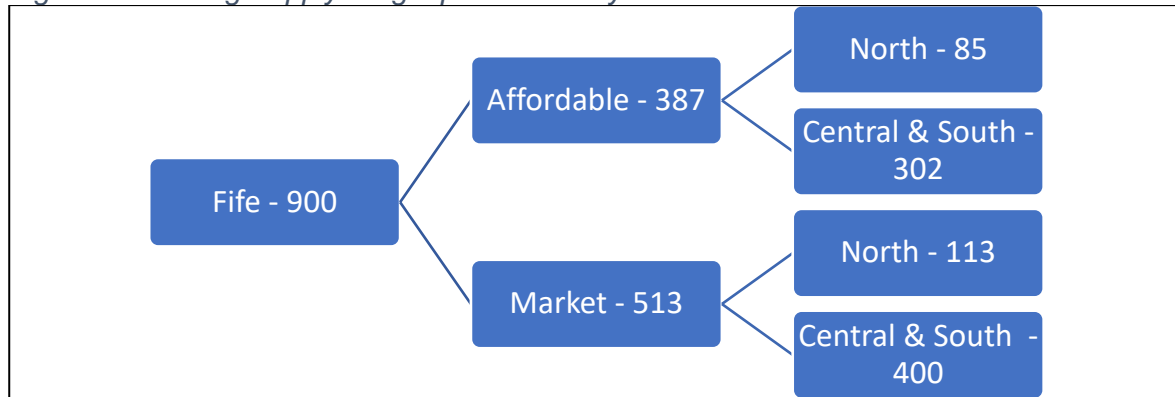 North - 85
Affordable - 387
Central & South -
302
Fife - 900
North - 113
Market - 513
Central & South -
400